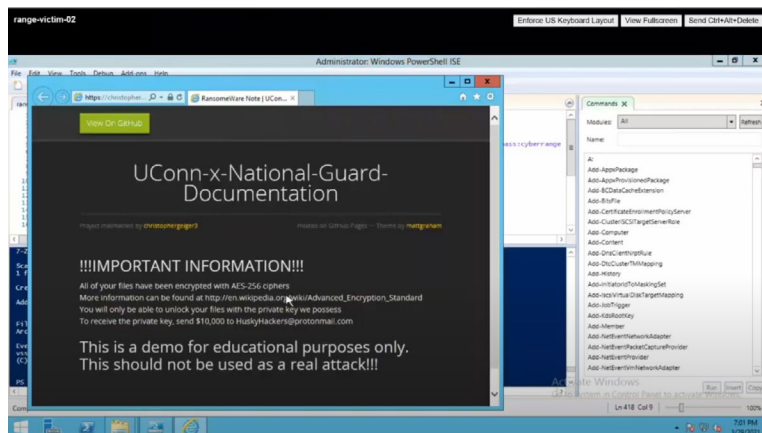 range-victim-02
Enforce US Keyboard Layout
View Fullscreen
Send Ctrl+Alt+Delete
Administrator: Windows PowerShell ISE
File Edit View Tools Debug Add-ons Help
RansomeWare Note | UCon...
View On GitHub
UConn-x-National-Guard-
Documentation
Project maintained by christophergeiger3
Hosted on GitHub Pages — Theme by mattgraham
!!!IMPORTANT INFORMATION!!!
All of your files have been encrypted with AES-256 ciphers
More information can be found at http://en.wikipedia.org/wiki/Advanced_Encryption_Standard
You will only be able to unlock your files with the private key we possess
To receive the private key, send $10,000 to HuskyHackers@protonmail.com
This is a demo for educational purposes only.
This should not be used as a real attack!!!
ass:cyberrange
Commands X
Modules: All
Refresh
Name:
A:
Add-AppxPackage
Add-AppxProvisionedPackage
Add-BCDataCacheExtension
Add-BitsFile
Add-CertificateEnrollmentPolicyServer
Add-ClusteriSCSITargetServerRole
Add-Computer
Add-Content
Add-DnsClientNrptRule
Add-DtcClusterTMMapping
Add-History
Add-InitiatorIdToMaskingSet
Add-IscsiVirtualDiskTargetMapping
Add-JobTrigger
Add-KdsRootKey
Add-Member
Add-NetEventNetworkAdapter
Add-NetEventPacketCaptureProvider
Add-NetEventProvider
Add-NetEventVmNetworkAdapter
Run Insert Copy
Activate Windows
Ln 418 Col 9
100%
7:01 PM